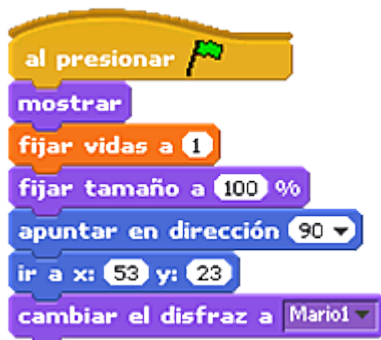 al presionar
mostrar
fijar vidas a 1
fijar tamaño a 100 %
apuntar en dirección 90
ir a x: 53 y: 23
cambiar el disfraz a Mario1